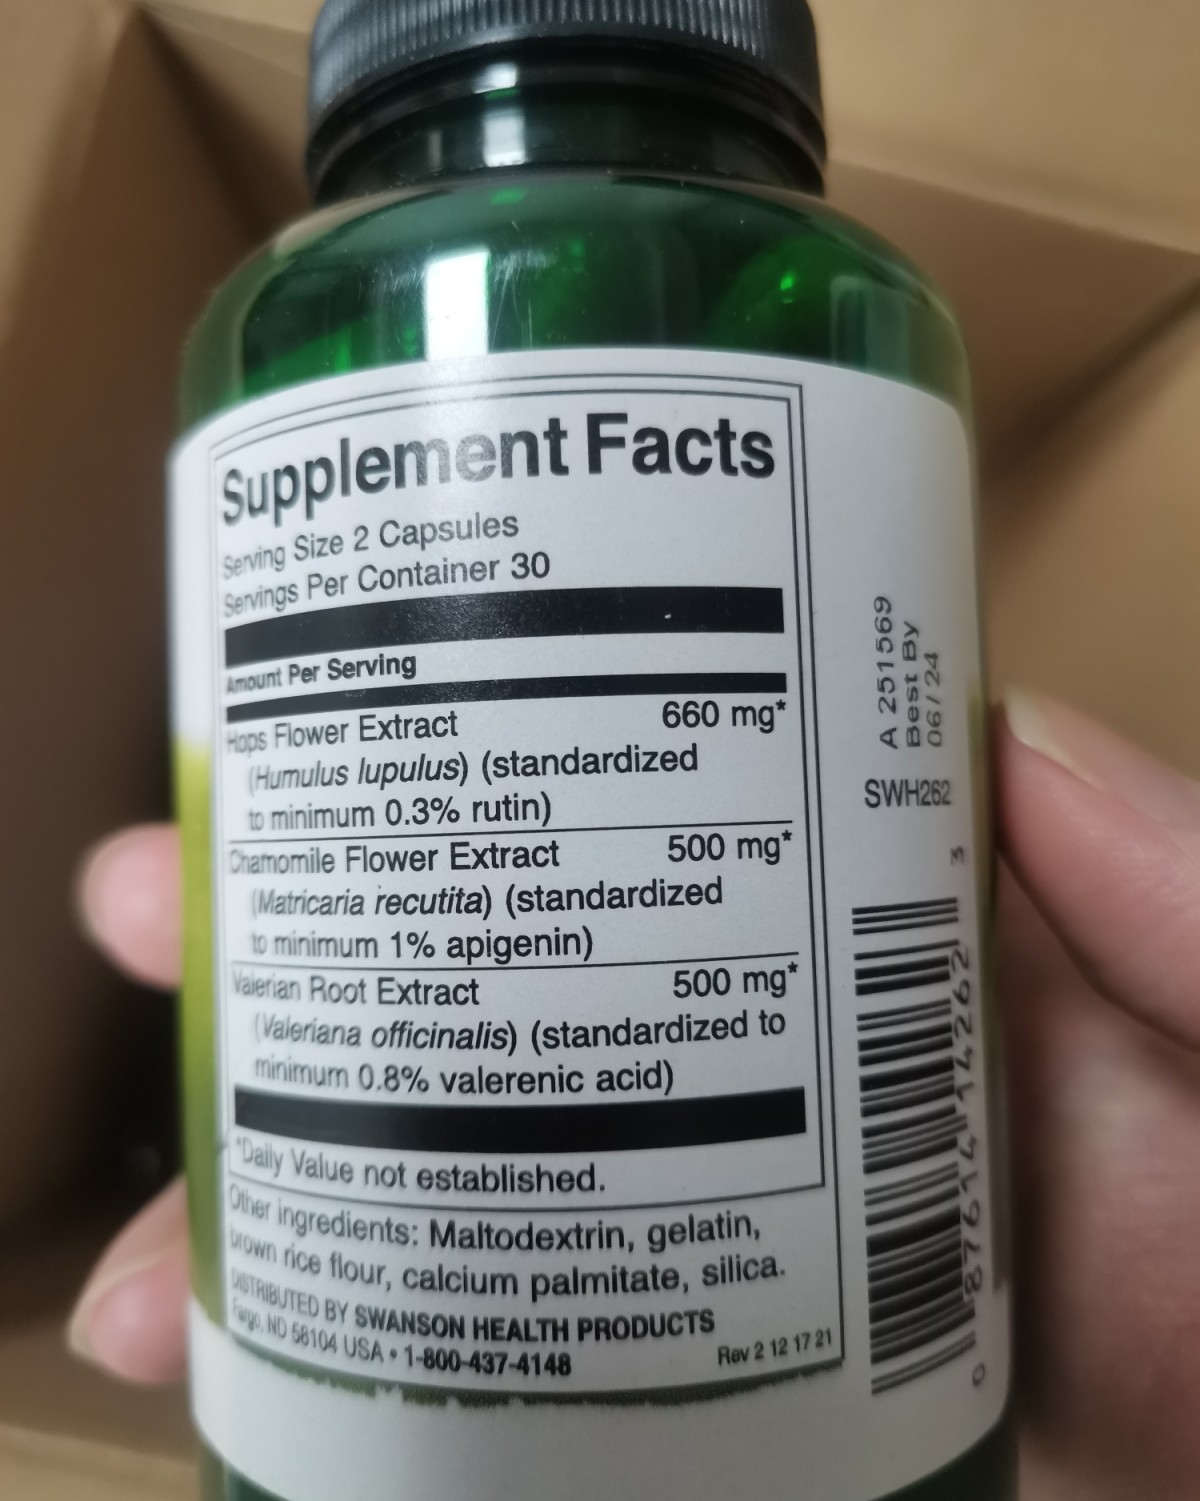 Supplement Facts
Serving Size 2 Capsules
Servings Per Container 30
Amount Per Serving
Hops Flower Extract 660 mg*
(Humulus lupulus) (standardized
to minimum 0.3% rutin)
Chamomile Flower Extract 500 mg*
(Matricaria recutita) (standardized
to minimum 1% apigenin)
Valerian Root Extract 500 mg*
(Valeriana officinalis) (standardized to
minimum 0.8% valerenic acid)
*Daily Value not established.
Other ingredients: Maltodextrin, gelatin,
brown rice flour, calcium palmitate, silica.
DISTRIBUTED BY SWANSON HEALTH PRODUCTS
Fargo, ND 58104 USA • 1-800-437-4148
Rev 2 12 17 21
A 251569
Best By
06/24
SWH262
0 87614 14262 3